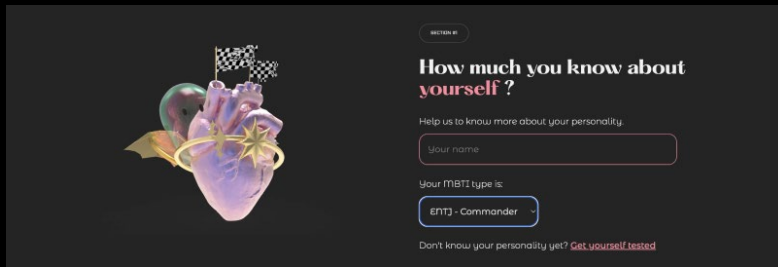 SECTION #1
How much you know about
yourself ?
Help us to know more about your personality.
Your name
Your MBTI type is:
ENTJ - Commander
Don't know your personality yet? Get yourself tested